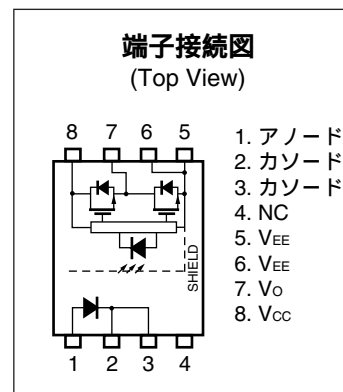 端子接続図
(Top View)
8 7 6 5
SHIELD
1 2 3 4
1. アノード
2. カソード
3. カソード
4. NC
5. VEE
6. VEE
7. VO
8. VCC